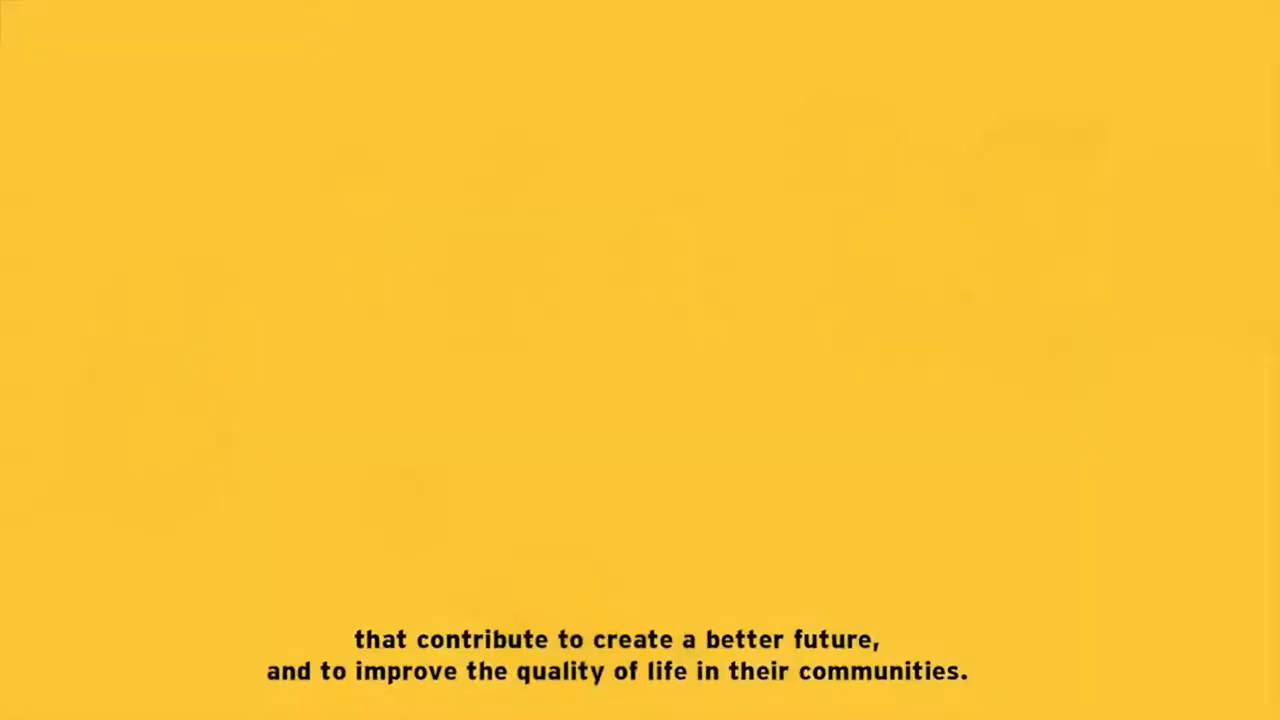 that contribute to create a better future,
and to improve the quality of life in their communities.